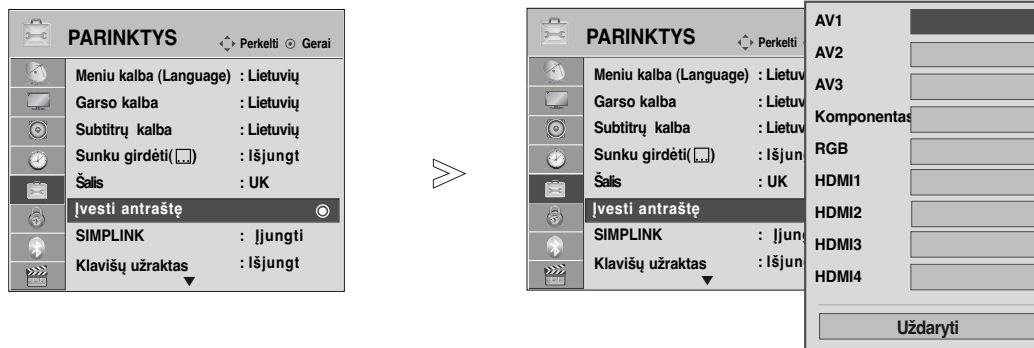 PARINKTYS Perkelti Gerai
Meniu kalba (Language) : Lietuvių
Garso kalba : Lietuvių
Subtitrų kalba : Lietuvių
Sunku girdėti( ) : Išjungt
Šalis : UK
Įvesti antraštę
SIMPLINK : Įjungti
Klavišų užraktas : Išjungt
PARINKTYS Perkelti
Meniu kalba (Language) : Lietuv
Garso kalba : Lietuv
Subtitrų kalba : Lietuv
Sunku girdėti( ) : Išjun
Šalis : UK
Įvesti antraštę
SIMPLINK : Įjun
Klavišų užraktas : Išjun
AV1
AV2
AV3
Komponentas
RGB
HDMI1
HDMI2
HDMI3
HDMI4
Uždaryti